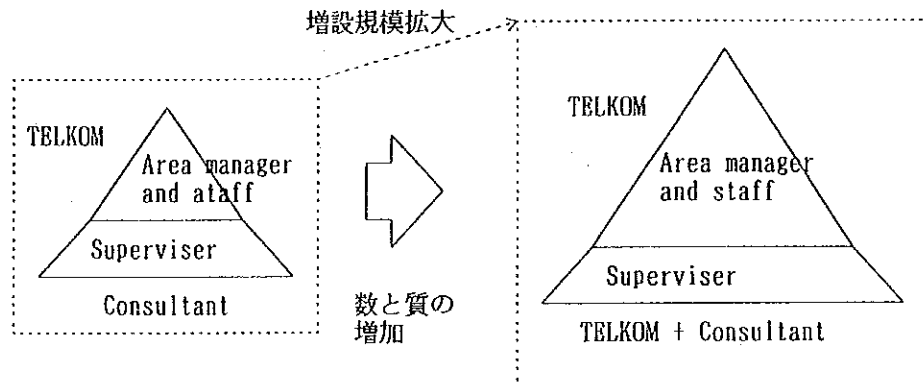 増設規模拡大
TELKOM
Area manager
and ataff
Superviser
Consultant
数と質の
増加
TELKOM
Area manager
and staff
Superviser
TELKOM + Consultant